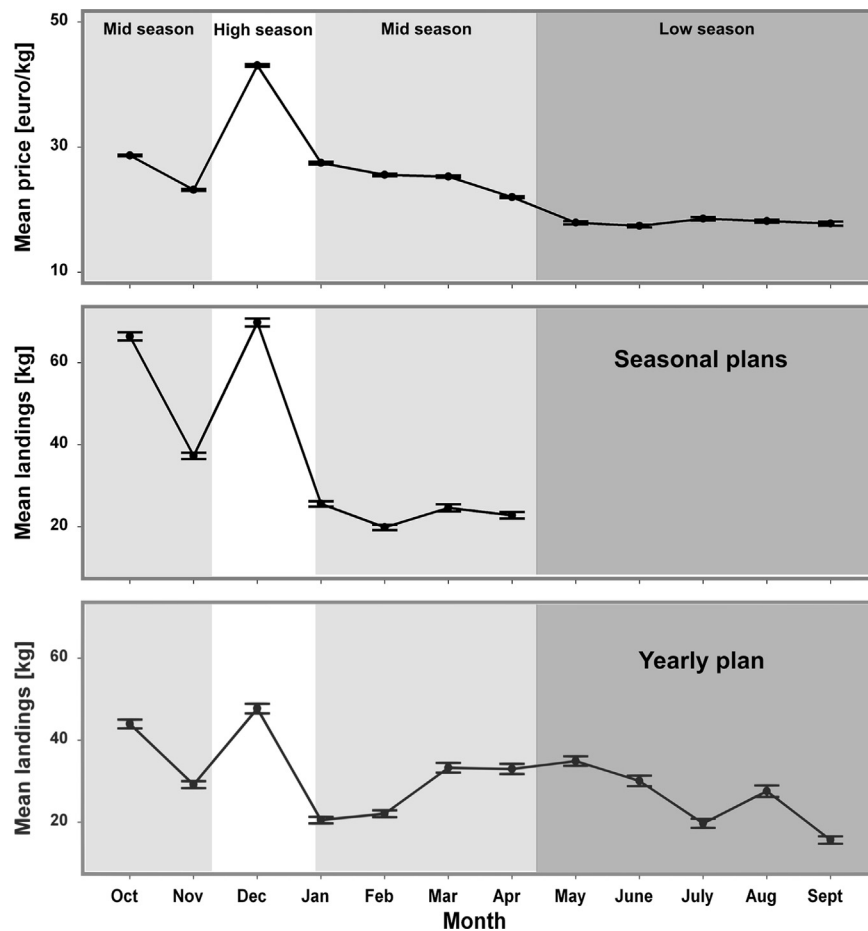 Mid season High season Mid season Low season
50
30
10
Mean price [euro/kg]
Seasonal plans
60
40
20
Mean landings [kg]
Yearly plan
60
40
20
Mean landings [kg]
Oct Nov Dec Jan Feb Mar Apr May June July Aug Sept
Month